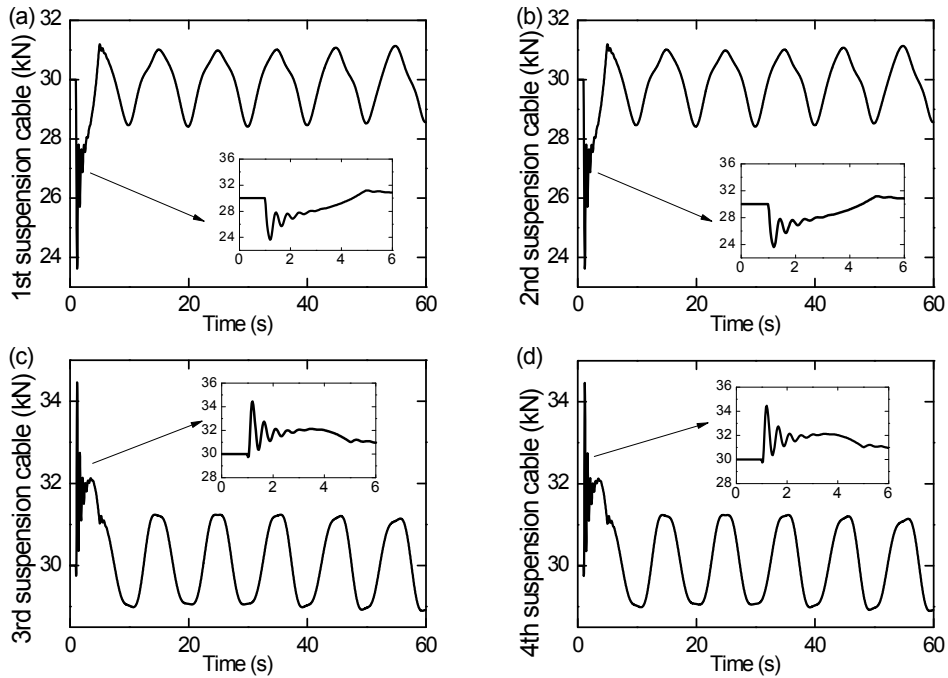 (a)
32
30
28
26
24
1st suspension cable (kN)
36
32
28
24
0 2 4 6
0 20 40 60
Time (s)
(b)
32
30
28
26
24
2nd suspension cable (kN)
36
32
28
24
0 2 4 6
0 20 40 60
Time (s)
(c)
34
32
30
3rd suspension cable (kN)
36
34
32
30
28
0 2 4 6
0 20 40 60
Time (s)
(d)
34
32
30
4th suspension cable (kN)
36
34
32
30
28
0 2 4 6
0 20 40 60
Time (s)